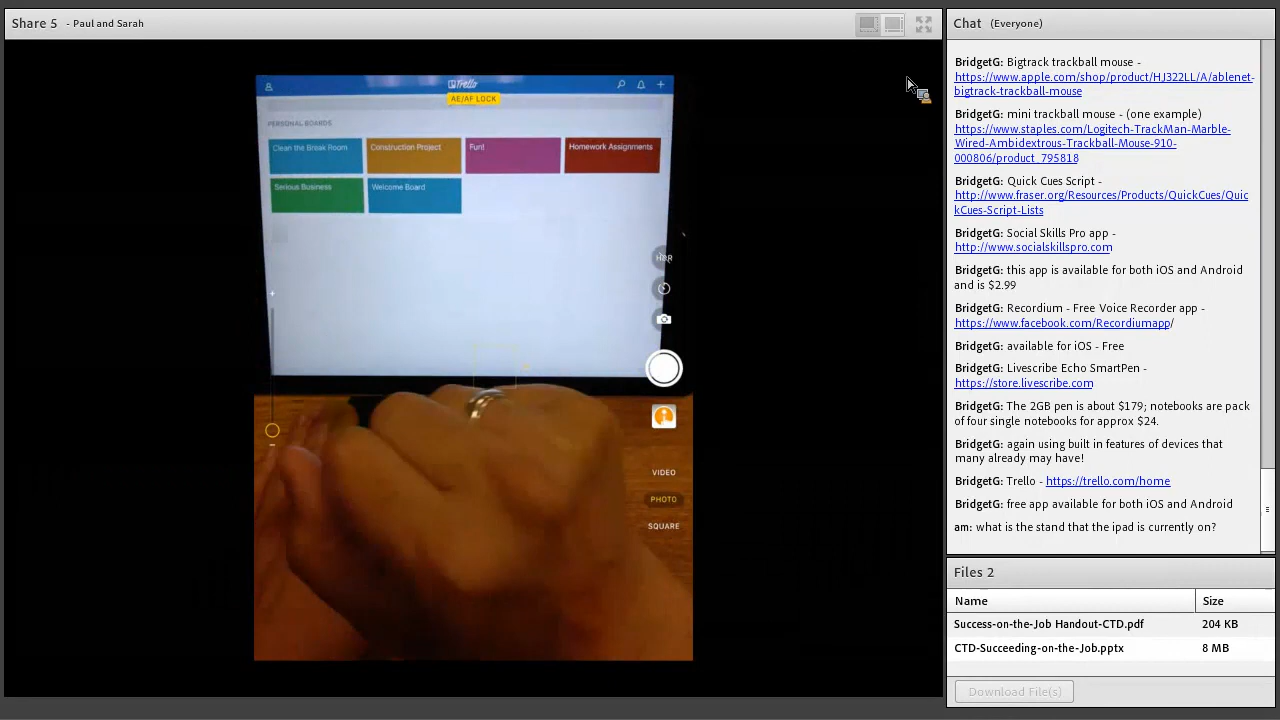 Share 5 - Paul and Sarah
Trello
AE/AF LOCK
PERSONAL BOARDS
Clean the Break Room
Construction Project
Fun!
Homework Assignments
Serious Business
Welcome Board
HDR
VIDEO
PHOTO
SQUARE
Chat (Everyone)
BridgetG: Bigtrack trackball mouse -
https://www.apple.com/shop/product/HJ322LL/A/ablenet-
bigtrack-trackball-mouse
BridgetG: mini trackball mouse - (one example)
http://www.staples.com/Logitech-TrackMan-Marble-
Wired-Ambidextrous-Trackball-Mouse-910-
000806/product_795818
BridgetG: Quick Cues Script -
http://www.fraser.org/Resources/Products/QuickCues/Quic
kCues-Script-Lists
BridgetG: Social Skills Pro app -
http://www.socialskillspro.com
BridgetG: this app is available for both iOS and Android
and is $2.99
BridgetG: Recordium - Free Voice Recorder app -
https://www.facebook.com/Recordiumapp/
BridgetG: available for iOS - Free
BridgetG: Livescribe Echo SmartPen -
https://store.livescribe.com
BridgetG: The 2GB pen is about $179; notebooks are pack
of four single notebooks for approx $24.
BridgetG: again using built in features of devices that
many already may have!
BridgetG: Trello - https://trello.com/home
BridgetG: free app available for both iOS and Android
am: what is the stand that the ipad is currently on?
Files 2
Name Size
Success-on-the-Job Handout-CTD.pdf 204 KB
CTD-Succeeding-on-the-Job.pptx 8 MB
Download File(s)